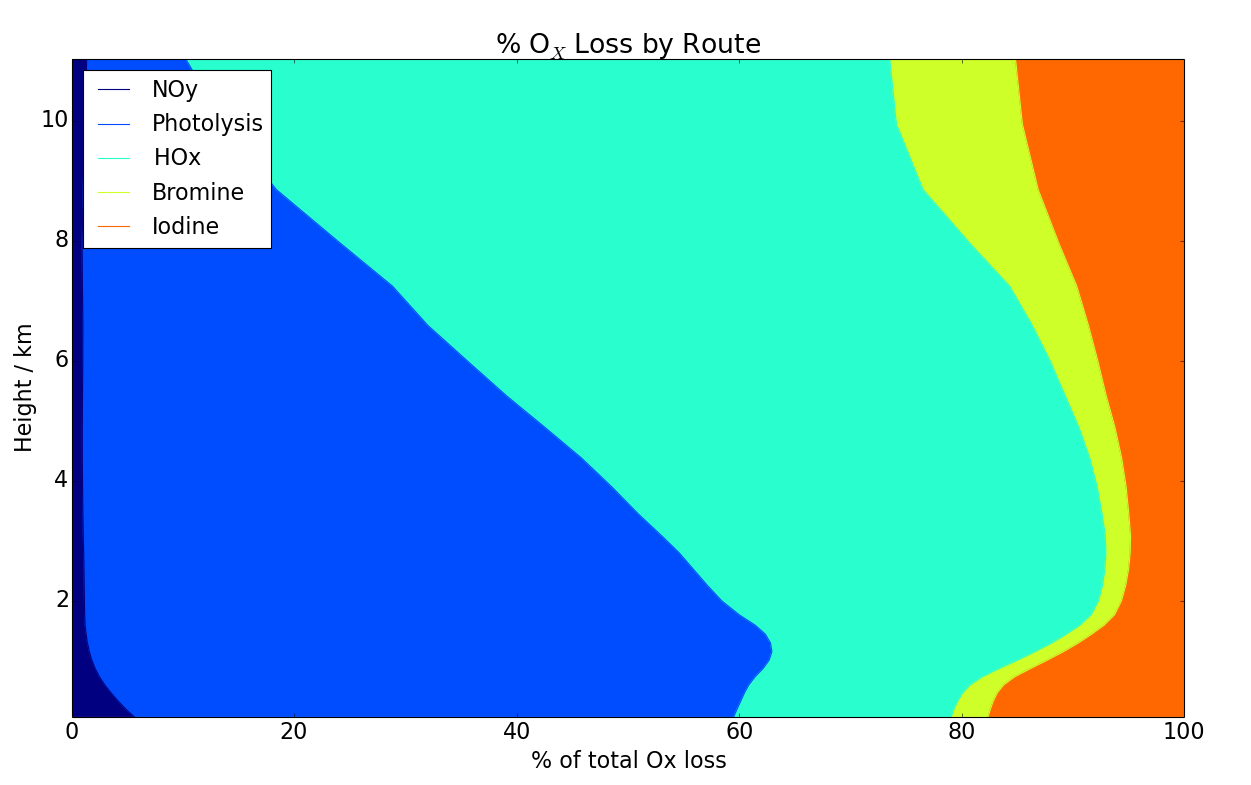 % O_X Loss by Route
NOy
Photolysis
HOx
Bromine
Iodine
10
8
6
4
2
Height / km
0 20 40 60 80 100
% of total Ox loss